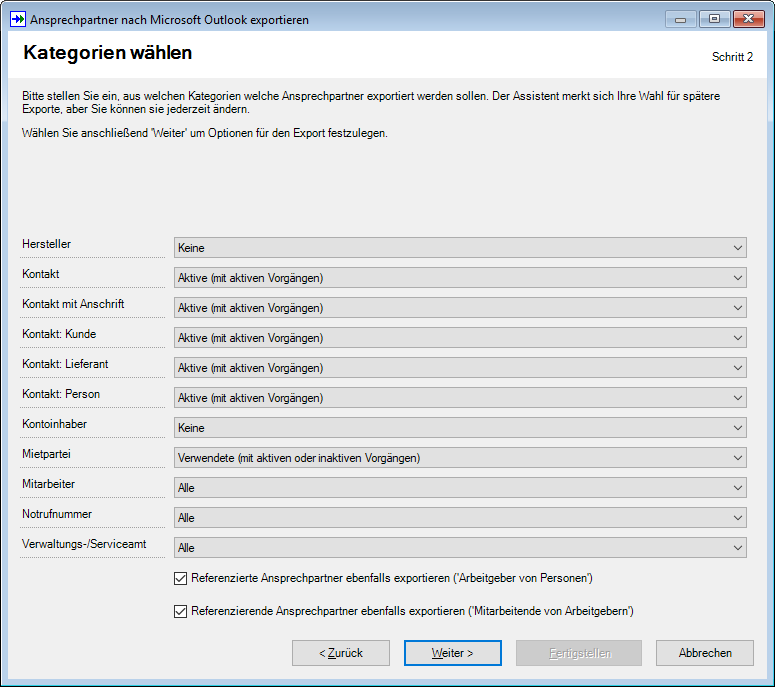 Ansprechpartner nach Microsoft Outlook exportieren
Kategorien wählen
Schritt 2
Bitte stellen Sie ein, aus welchen Kategorien welche Ansprechpartner exportiert werden sollen. Der Assistent merkt sich Ihre Wahl für spätere
Exporte, aber Sie können sie jederzeit ändern.
Wählen Sie anschließend 'Weiter' um Optionen für den Export festzulegen.
Hersteller Keine
Kontakt Aktive (mit aktiven Vorgängen)
Kontakt mit Anschrift Aktive (mit aktiven Vorgängen)
Kontakt: Kunde Aktive (mit aktiven Vorgängen)
Kontakt: Lieferant Aktive (mit aktiven Vorgängen)
Kontakt: Person Aktive (mit aktiven Vorgängen)
Kontoinhaber Keine
Mietpartei Verwendete (mit aktiven oder inaktiven Vorgängen)
Mitarbeiter Alle
Notrufnummer Alle
Verwaltungs-/Serviceamt Alle
Referenzierte Ansprechpartner ebenfalls exportieren ('Arbeitgeber von Personen')
Referenzierende Ansprechpartner ebenfalls exportieren ('Mitarbeitende von Arbeitgebern')
< Zurück Weiter > Fertigstellen Abbrechen